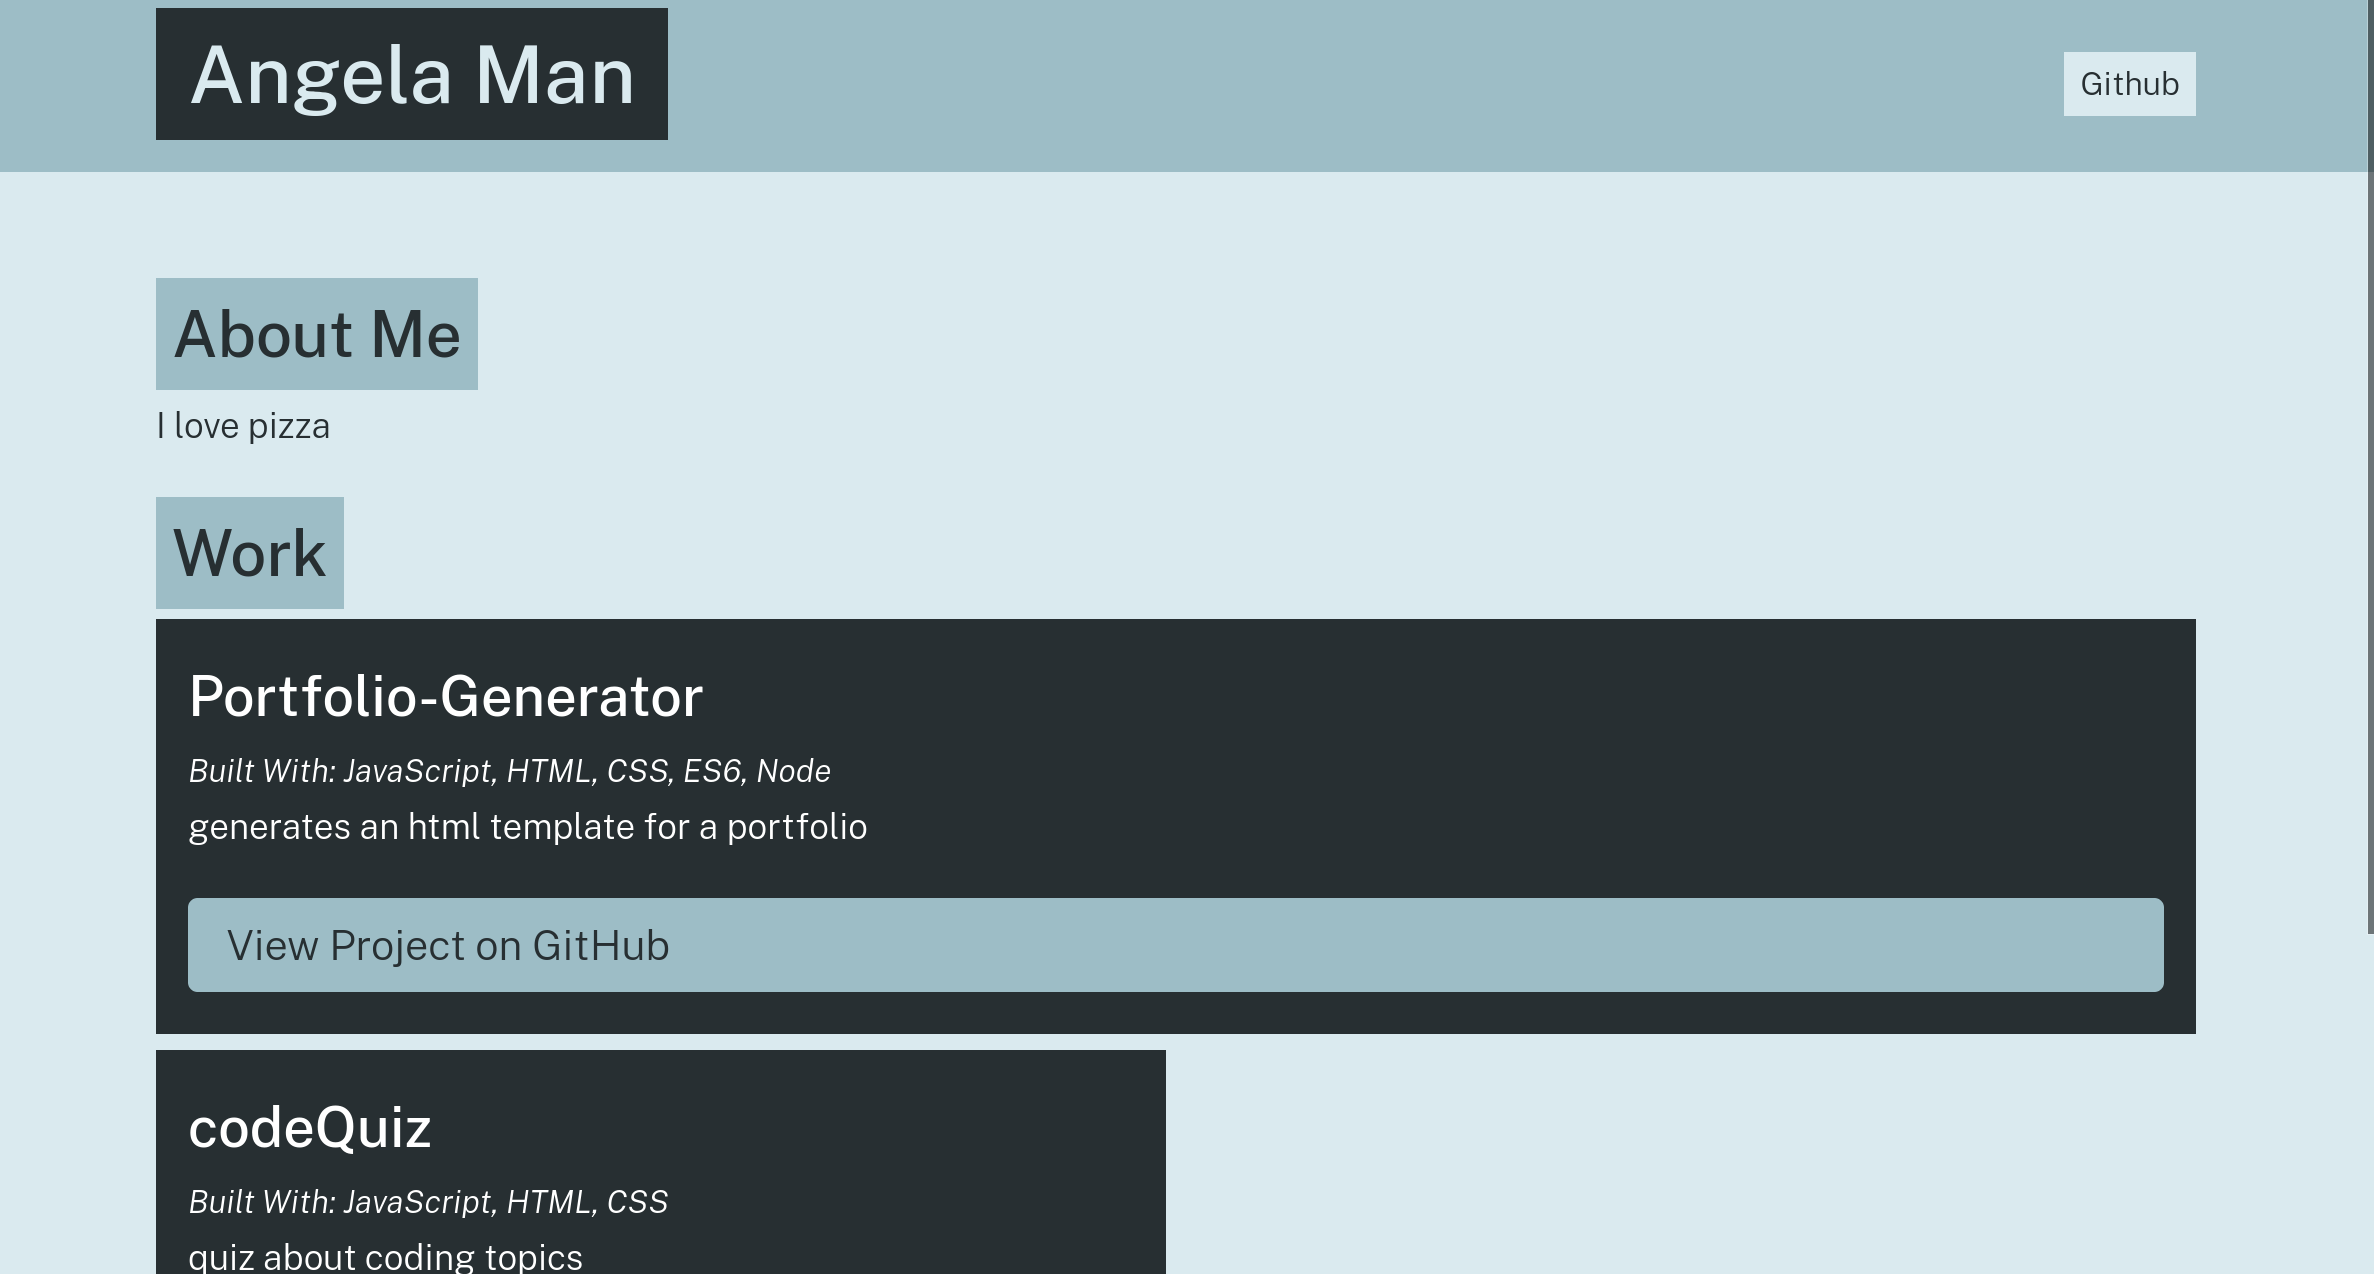 Angela Man
Github
About Me
I love pizza
Work
Portfolio-Generator
Built With: JavaScript, HTML, CSS, ES6, Node
generates an html template for a portfolio
View Project on GitHub
codeQuiz
Built With: JavaScript, HTML, CSS
quiz about coding topics